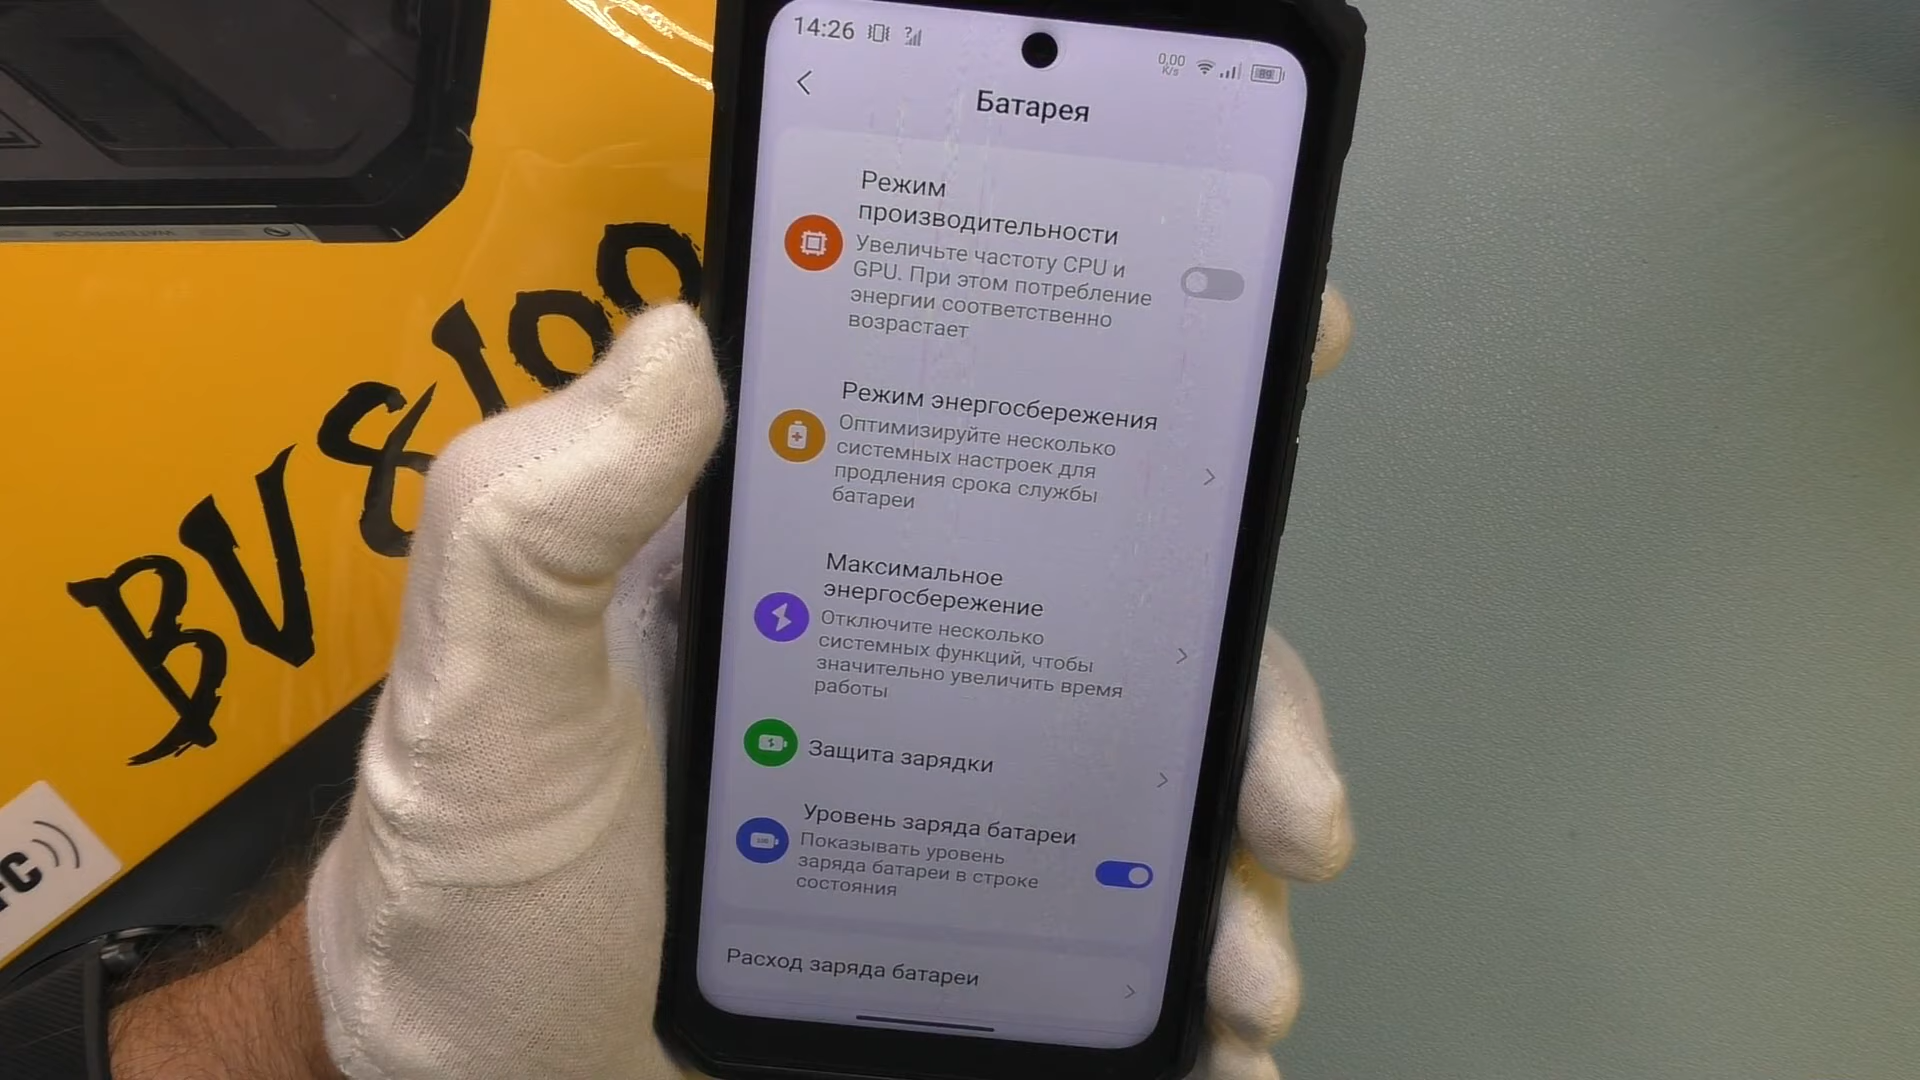 14:26
0,00
K/s
89
Батарея
Режим
производительности
Увеличьте частоту CPU и
GPU. При этом потребление
энергии соответственно
возрастает
Режим энергосбережения
Оптимизируйте несколько
системных настроек для
продления срока службы
батареи
Максимальное
энергосбережение
Отключите несколько
системных функций, чтобы
значительно увеличить время
работы
Защита зарядки
Уровень заряда батареи
Показывать уровень
заряда батареи в строке
состояния
Расход заряда батареи
BV8100
WATERPROOF